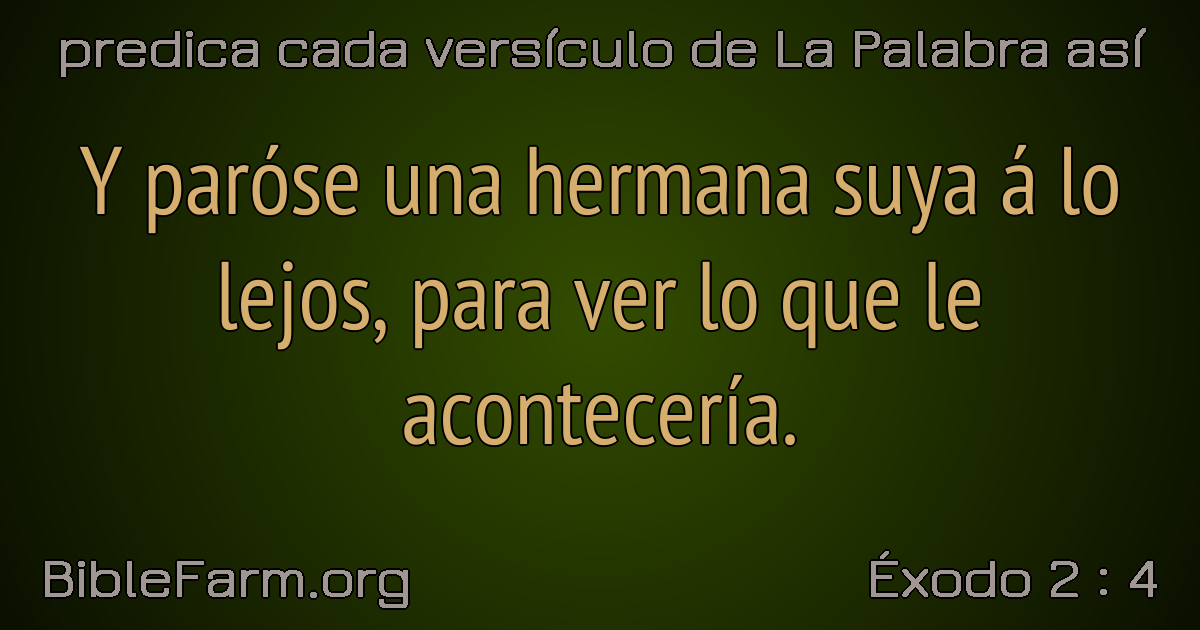 predica cada versículo de La Palabra así
Y paróse una hermana suya á lo
lejos, para ver lo que le
acontecería.
BibleFarm.org
Éxodo 2 : 4